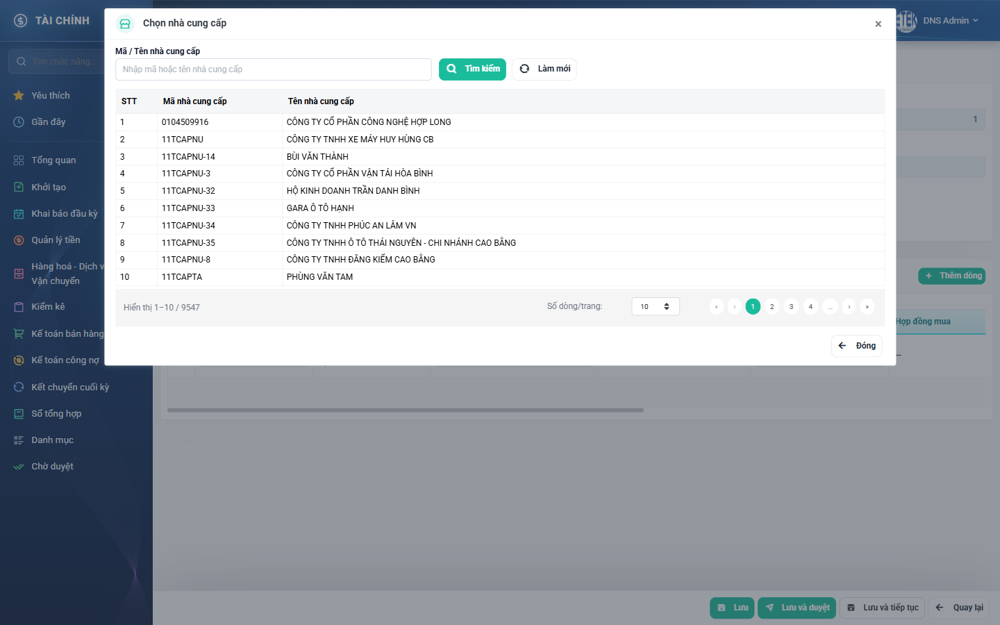 TÀI CHÍNH
Tìm chức năng...
Yêu thích
Gần đây
Tổng quan
Khởi tạo
Khai báo đầu kỳ
Quản lý tiền
Hàng hoá - Dịch v
Vận chuyển
Kiểm kê
Kế toán bán hàng
Kế toán công nợ
Kết chuyển cuối kỳ
Sổ tổng hợp
Danh mục
Chờ duyệt
DNS Admin
Chọn nhà cung cấp
×
Mã / Tên nhà cung cấp
Nhập mã hoặc tên nhà cung cấp
Tìm kiếm
Làm mới
STT Mã nhà cung cấp Tên nhà cung cấp
1 0104509916 CÔNG TY CỔ PHẦN CÔNG NGHỆ HỢP LONG
2 11TCAPNU CÔNG TY TNHH XE MÁY HUY HÙNG CB
3 11TCAPNU-14 BÙI VĂN THÀNH
4 11TCAPNU-3 CÔNG TY CỔ PHẦN VẬN TẢI HÒA BÌNH
5 11TCAPNU-32 HỘ KINH DOANH TRẦN DANH BÌNH
6 11TCAPNU-33 GARA Ô TÔ HẠNH
7 11TCAPNU-34 CÔNG TY TNHH PHÚC AN LÂM VN
8 11TCAPNU-35 CÔNG TY TNHH Ô TÔ THÁI NGUYÊN - CHI NHÁNH CAO BẰNG
9 11TCAPNU-8 CÔNG TY TNHH ĐĂNG KIỂM CAO BẰNG
10 11TCAPTA PHÙNG VĂN TAM
Hiển thị 1–10 / 9547
Số dòng/trang:
10
« ‹ 1 2 3 4 ... › »
Đóng
1
Thêm dòng
Hợp đồng mua
—
Lưu
Lưu và duyệt
Lưu và tiếp tục
Quay lại